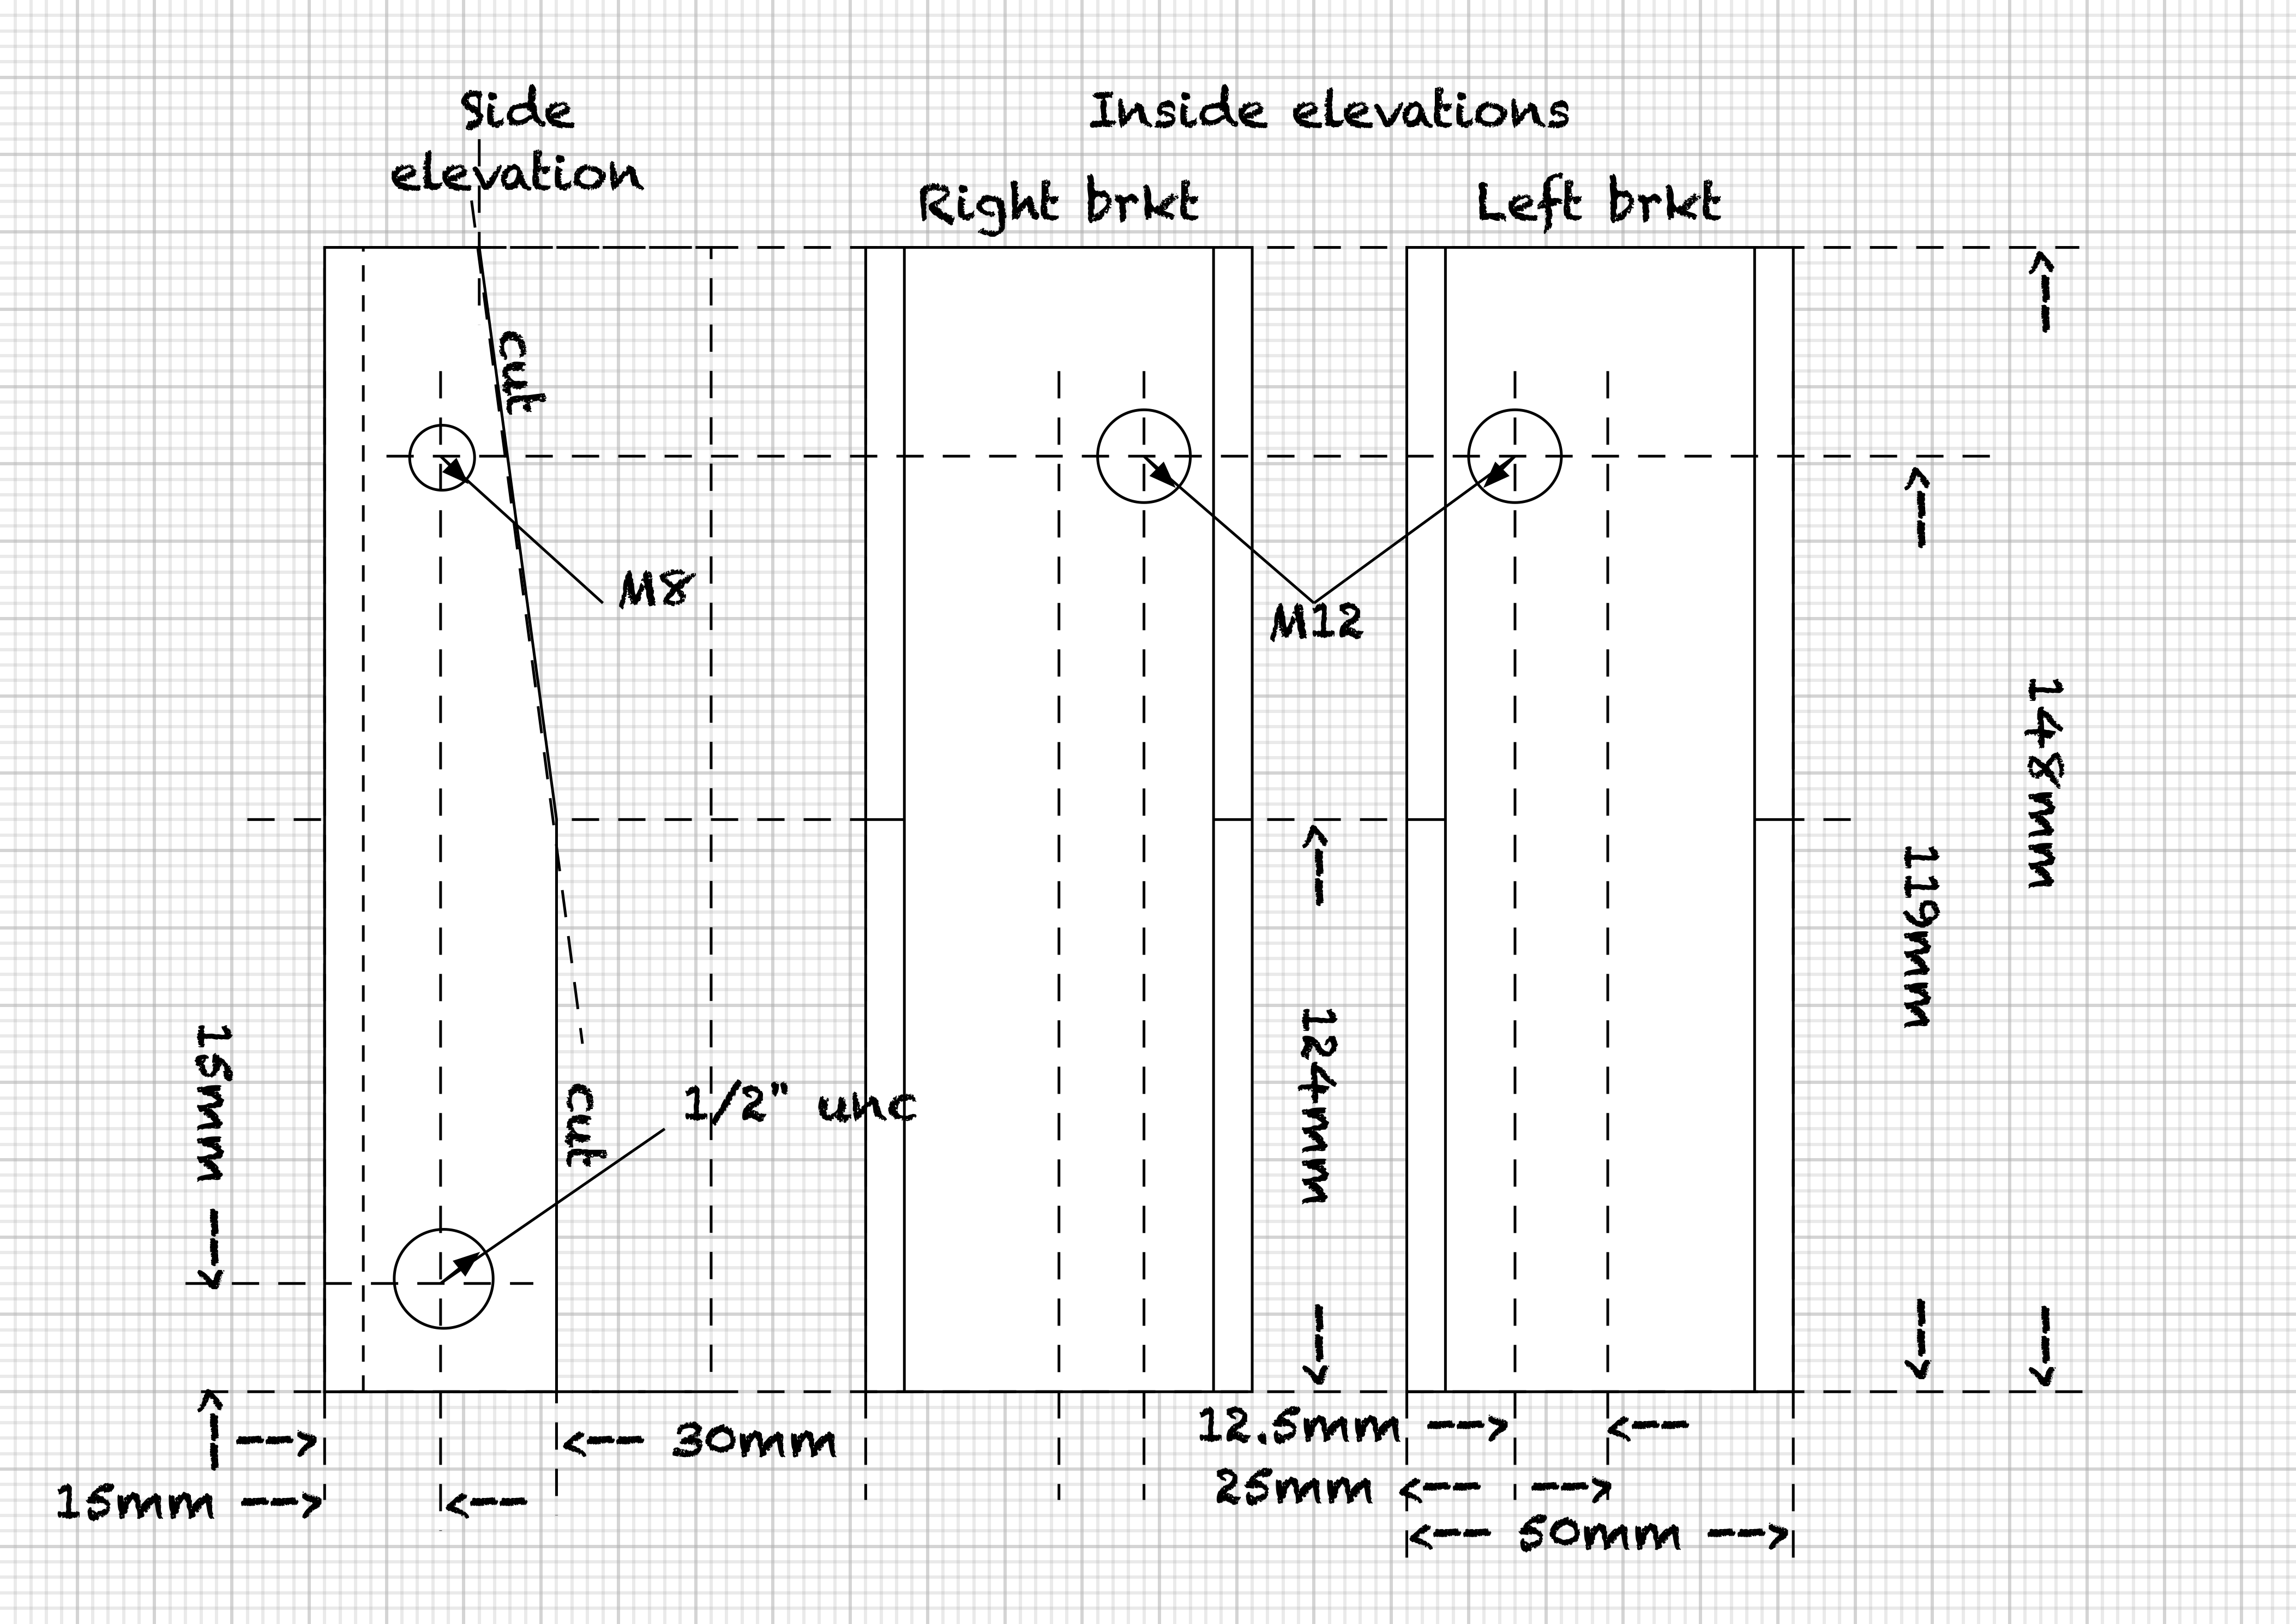 Side
elevation
Inside elevations
Right brkt
Left brkt
cut
M8
M12
148mm
119mm
15mm
cut
1/2" unc
124mm
30mm
15mm
12.5mm
25mm
50mm